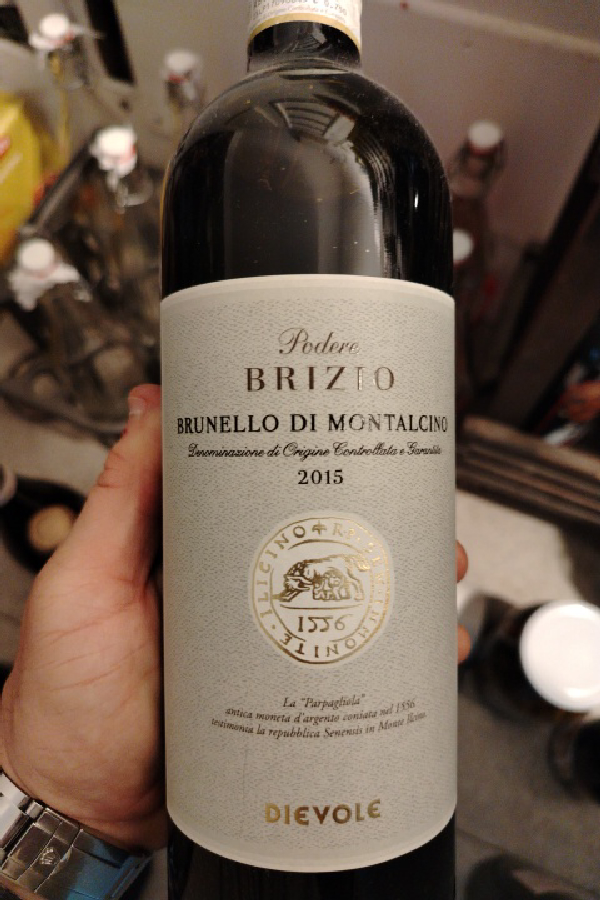 Podere
BRIZIO
BRUNELLO DI MONTALCINO
Denominazione di Origine Controllata e Garantita
2015
1556
La "Parpagliola"
antica moneta d'argento coniata nel 1556
testimonia la repubblica Senensis in Monte Ilcino.
DIEVOLE